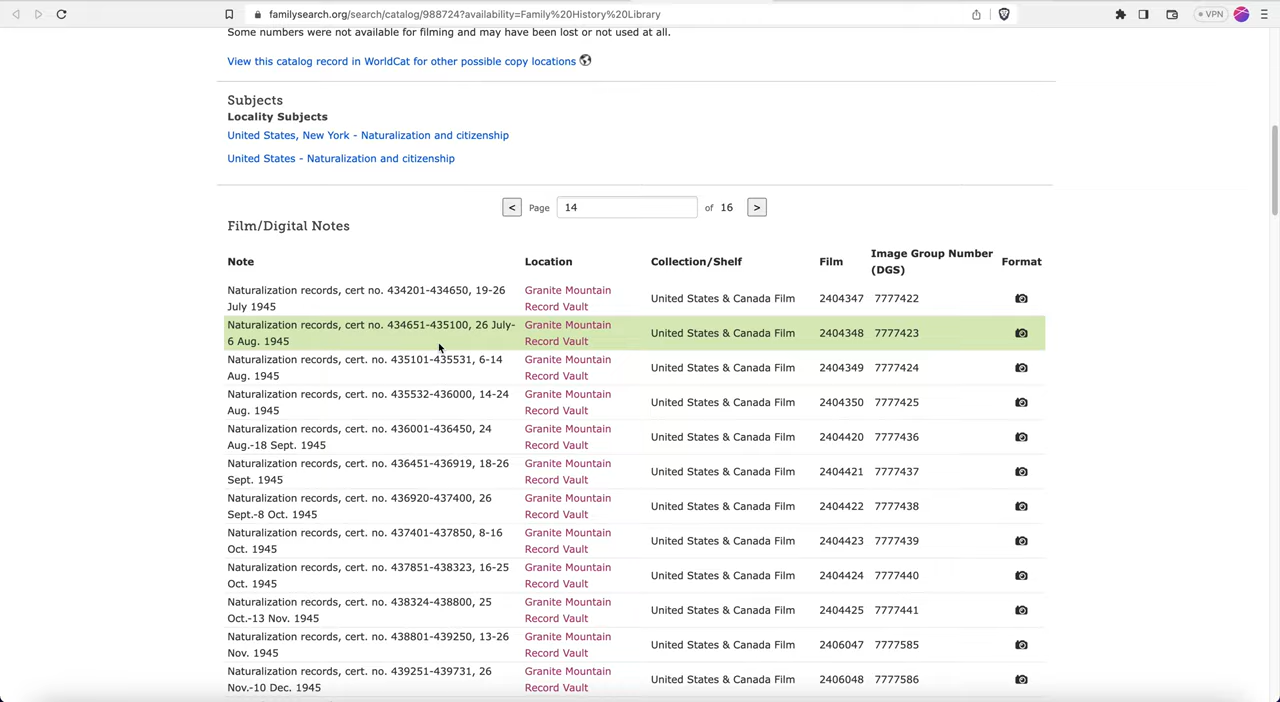 familysearch.org/search/catalog/988724?availability=Family%20History%20Library
VPN
Some numbers were not available for filming and may have been lost or not used at all.
View this catalog record in WorldCat for other possible copy locations
Subjects
Locality Subjects
United States, New York - Naturalization and citizenship
United States - Naturalization and citizenship
< Page 14 of 16 >
Film/Digital Notes
Note Location Collection/Shelf Film Image Group Number (DGS) Format
Naturalization records, cert no. 434201-434650, 19-26 Granite Mountain
July 1945 Record Vault United States & Canada Film 2404347 7777422
Naturalization records, cert no. 434651-435100, 26 July- Granite Mountain
6 Aug. 1945 Record Vault United States & Canada Film 2404348 7777423
Naturalization records, cert. no. 435101-435531, 6-14 Granite Mountain
Aug. 1945 Record Vault United States & Canada Film 2404349 7777424
Naturalization records, cert. no. 435532-436000, 14-24 Granite Mountain
Aug. 1945 Record Vault United States & Canada Film 2404350 7777425
Naturalization records, cert. no. 436001-436450, 24 Granite Mountain
Aug.-18 Sept. 1945 Record Vault United States & Canada Film 2404420 7777436
Naturalization records, cert. no. 436451-436919, 18-26 Granite Mountain
Sept. 1945 Record Vault United States & Canada Film 2404421 7777437
Naturalization records, cert. no. 436920-437400, 26 Granite Mountain
Sept.-8 Oct. 1945 Record Vault United States & Canada Film 2404422 7777438
Naturalization records, cert. no. 437401-437850, 8-16 Granite Mountain
Oct. 1945 Record Vault United States & Canada Film 2404423 7777439
Naturalization records, cert. no. 437851-438323, 16-25 Granite Mountain
Oct. 1945 Record Vault United States & Canada Film 2404424 7777440
Naturalization records, cert. no. 438324-438800, 25 Granite Mountain
Oct.-13 Nov. 1945 Record Vault United States & Canada Film 2404425 7777441
Naturalization records, cert. no. 438801-439250, 13-26 Granite Mountain
Nov. 1945 Record Vault United States & Canada Film 2406047 7777585
Naturalization records, cert. no. 439251-439731, 26 Granite Mountain
Nov.-10 Dec. 1945 Record Vault United States & Canada Film 2406048 7777586